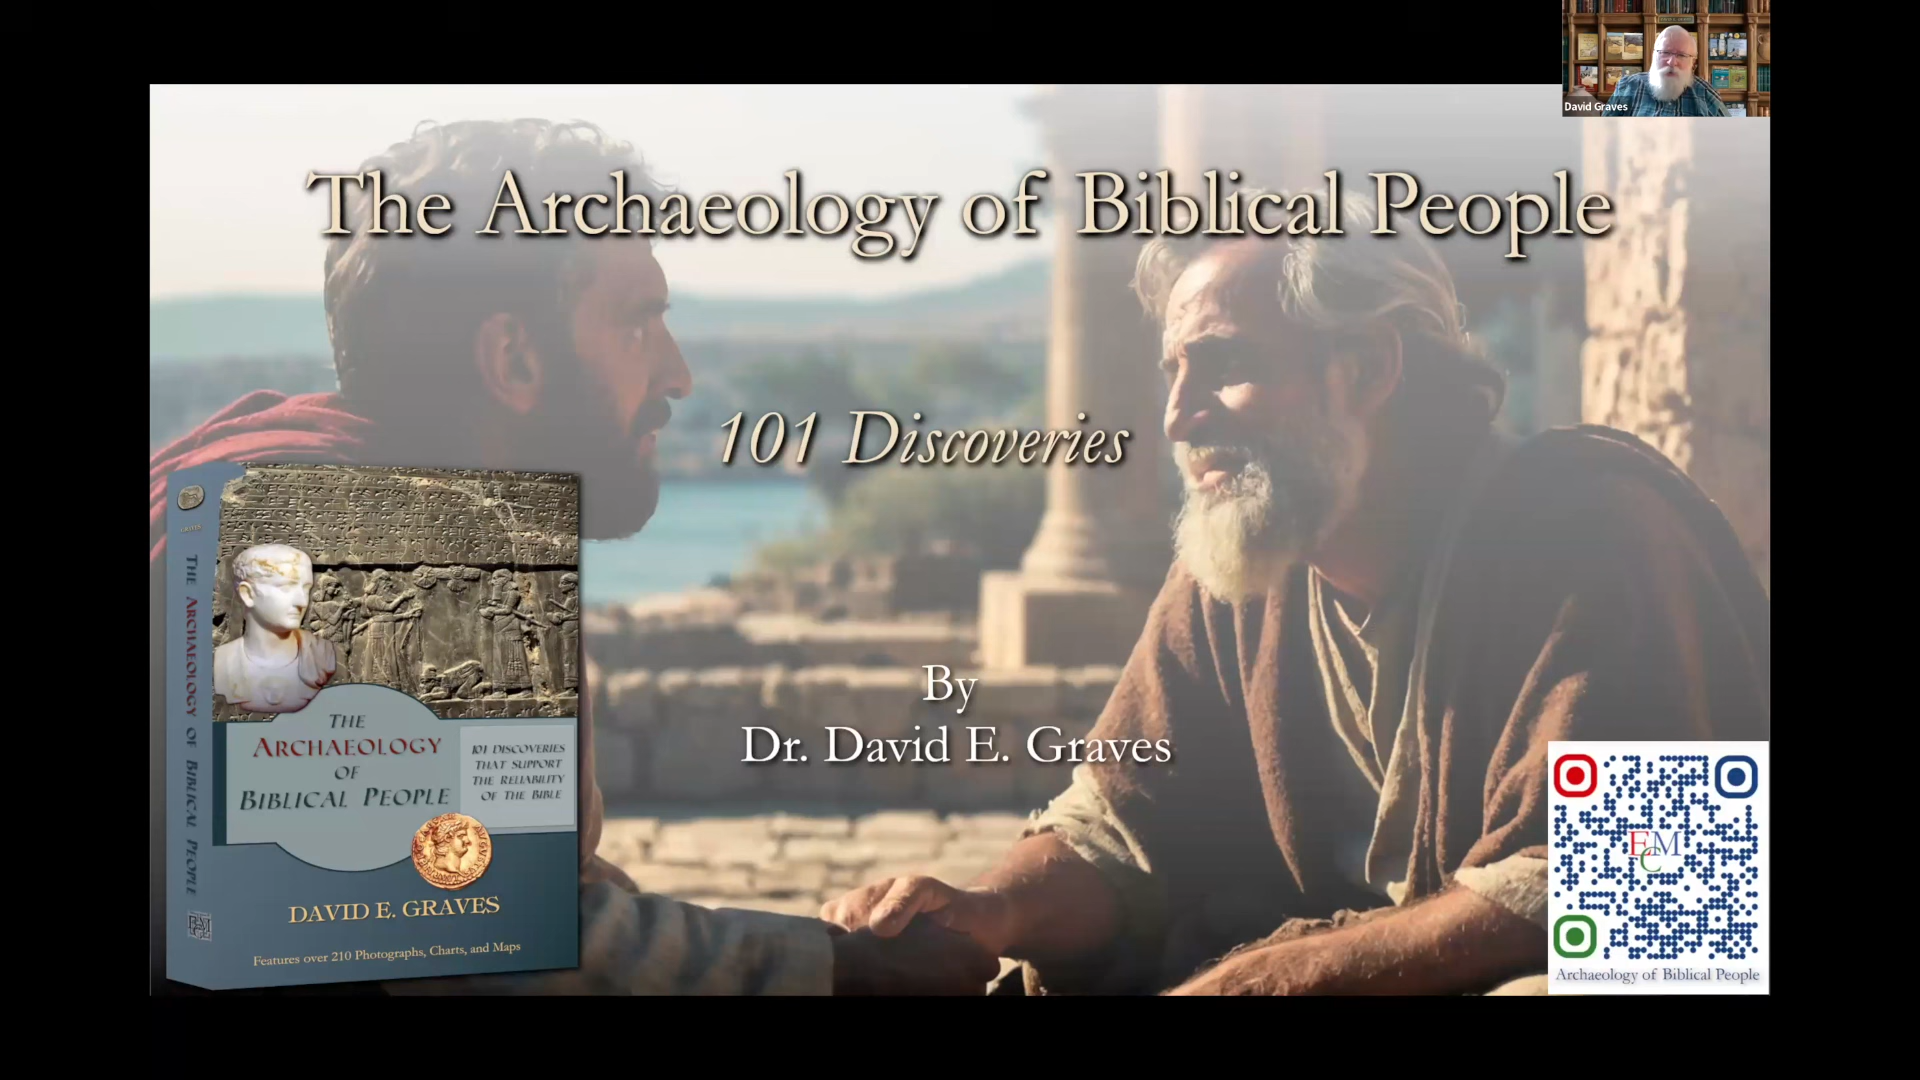 David Graves
The Archaeology of Biblical People
101 Discoveries
By
Dr. David E. Graves
THE ARCHAEOLOGY OF BIBLICAL PEOPLE
THE
ARCHAEOLOGY
OF
BIBLICAL PEOPLE
101 DISCOVERIES
THAT SUPPORT
THE RELIABILITY
OF THE BIBLE
DAVID E. GRAVES
Features over 210 Photographs, Charts, and Maps
ECM
Archaeology of Biblical People